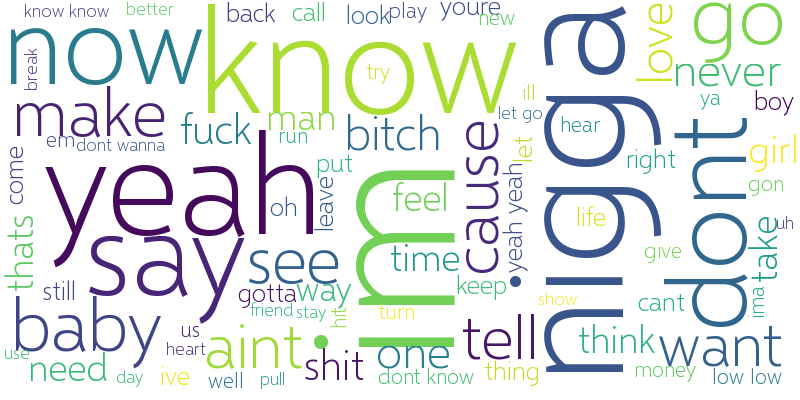 know know
better
back
call
look
play
youre
new
now
know
try
nigga
love
go
never
break
make
em
dont wanna
fuck
man
run
bitch
cause
ill
let go
let
hear
ya
boy
right
girl
gon
come
yeah
oh
put
leave
feel
yeah yeah
life
dont
thats
say
see
im
time
give
take
uh
still
gotta
way
keep
show
cant
ima
baby
us
heart
friend
stay
hit
turn
aint
shit
one
tell
think
want
use
need
day
ive
well
pull
dont know
thing
money
low low